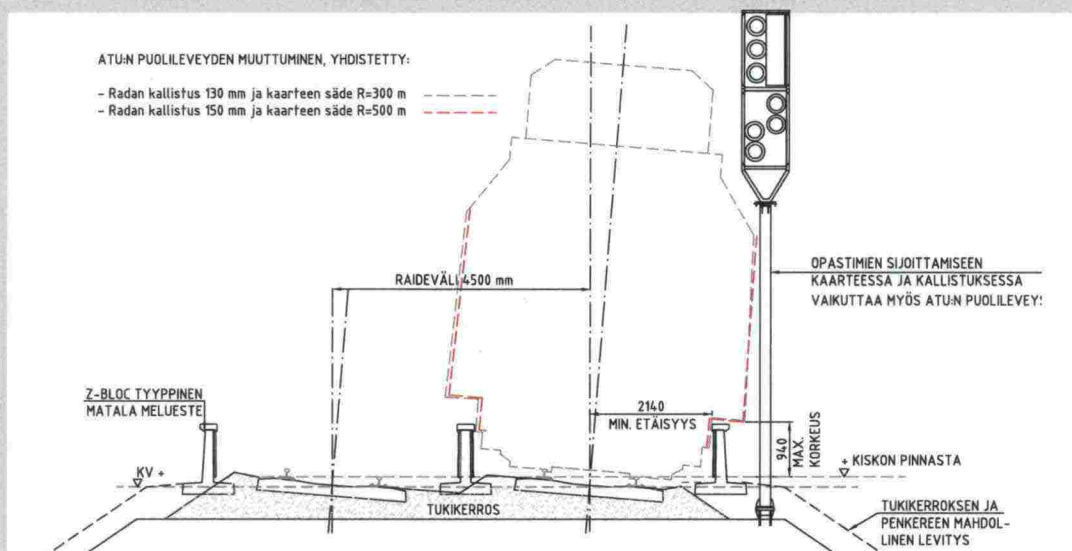 ATU:N PUOLILEVEYDEN MUUTTUMINEN, YHDISTETTY:
- Radan kallistus 130 mm ja kaarteen säde R=300 m
- Radan kallistus 150 mm ja kaarteen säde R=500 m
RAIDEVÄLI 4500 mm
OPASTIMIEN SIJOITTAMISEEN
KAARTEESSA JA KALLISTUKSESSA
VAIKUTTAA MYÖS ATU:N PUOLILEVEY
Z-BLOC TYYPPINEN
MATALA MELUESTE
2140
MIN. ETÄISYYS
940
MAX.
KORKEUS
KV +
+ KISKON PINNASTA
TUKIKERROS
TUKIKERROKSEN JA
PENKEREEN MAHDOL-
LINEN LEVITYS